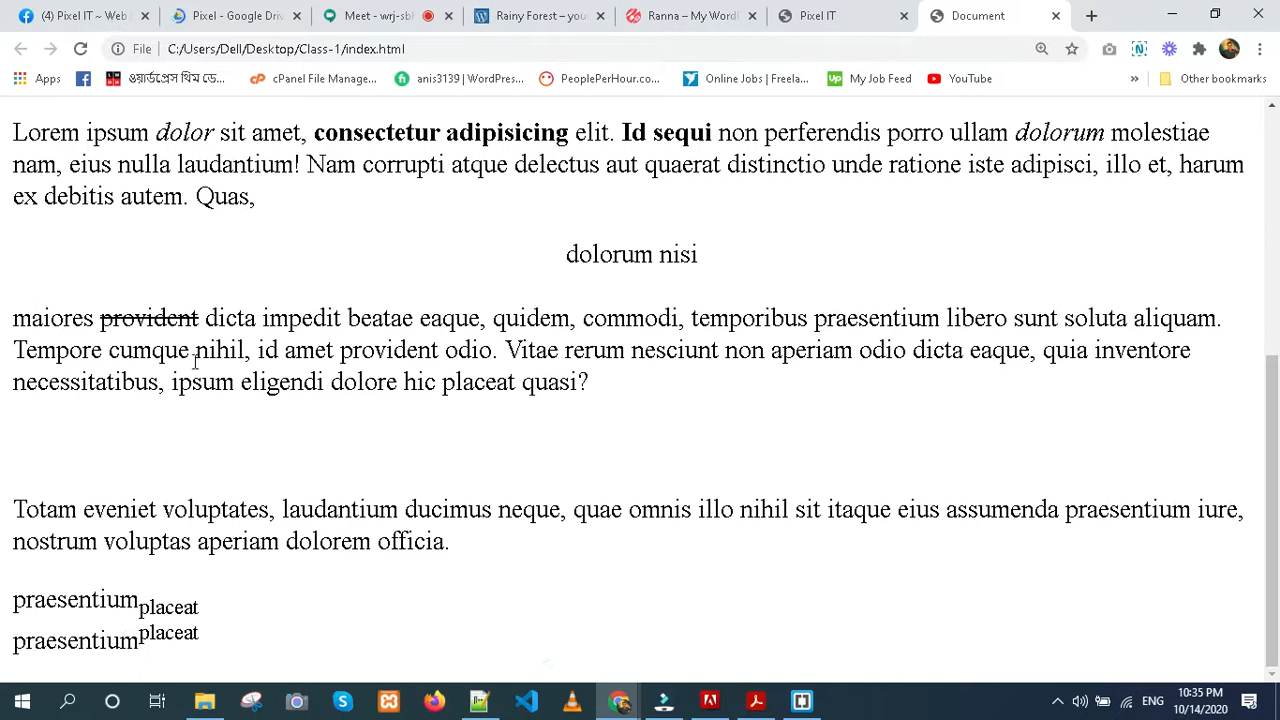 (4) Pixel IT ~ Web
Pixel - Google Driv
Meet - wrj-sbh
Rainy Forest – you
Ranna – My WordI
Pixel IT
Document
File
C:/Users/Dell/Desktop/Class-1/index.html
Apps
ওয়ার্ডপ্রেস থিম ডে...
cPanel File Manage...
anis3139 | WordPres...
PeoplePerHour.co...
Online Jobs | Freela...
My Job Feed
YouTube
»
Other bookmarks
Lorem ipsum dolor sit amet, consectetur adipisicing elit. Id sequi non perferendis porro ullam dolorum molestiae
nam, eius nulla laudantium! Nam corrupti atque delectus aut quaerat distinctio unde ratione iste adipisci, illo et, harum
ex debitis autem. Quas,
dolorum nisi
maiores provident dicta impedit beatae eaque, quidem, commodi, temporibus praesentium libero sunt soluta aliquam.
Tempore cumque nihil, id amet provident odio. Vitae rerum nesciunt non aperiam odio dicta eaque, quia inventore
necessitatibus, ipsum eligendi dolore hic placeat quasi?
Totam eveniet voluptates, laudantium ducimus neque, quae omnis illo nihil sit itaque eius assumenda praesentium iure,
nostrum voluptas aperiam dolorem officia.
praesentiumplaceat
praesentiumplaceat
ENG
10:35 PM
10/14/2020